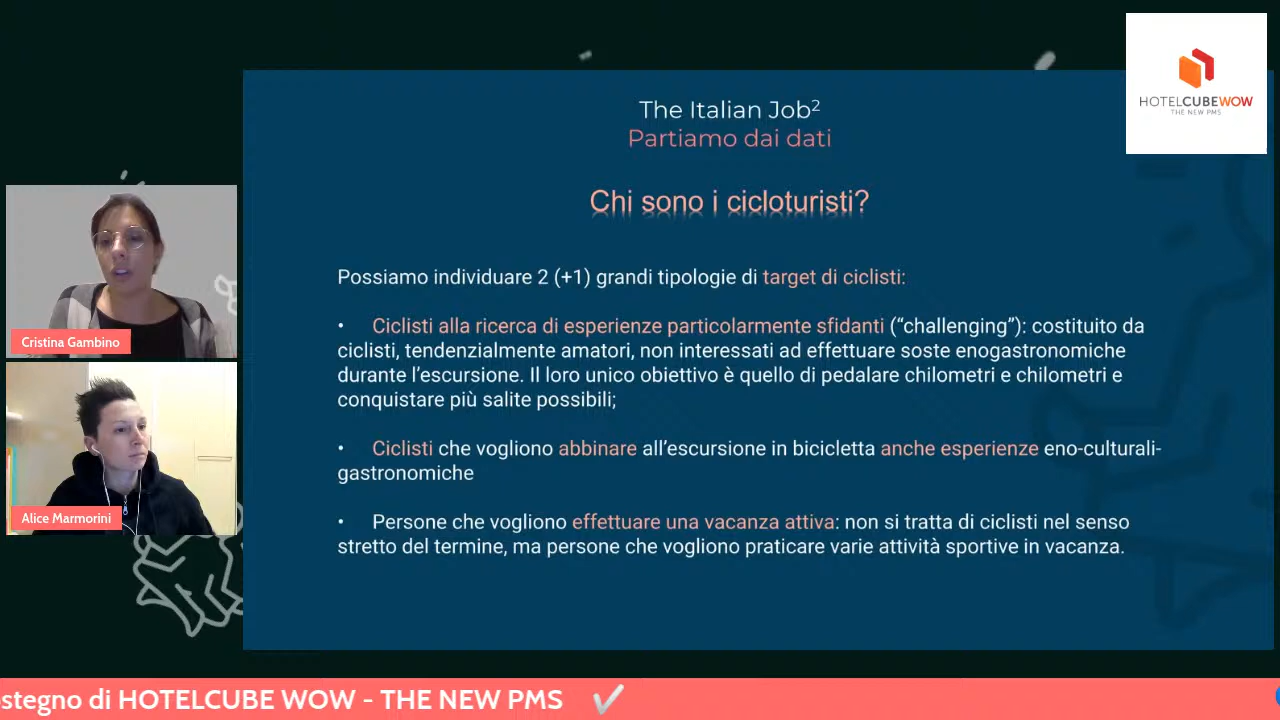 HOTELCUBEWOW
THE NEW PMS
The Italian Job²
Partiamo dai dati
Chi sono i cicloturisti?
Possiamo individuare 2 (+1) grandi tipologie di target di ciclisti:
• Ciclisti alla ricerca di esperienze particolarmente sfidanti (“challenging”): costituito da
ciclisti, tendenzialmente amatori, non interessati ad effettuare soste enogastronomiche
durante l’escursione. Il loro unico obiettivo è quello di pedalare chilometri e chilometri e
conquistare più salite possibili;
• Ciclisti che vogliono abbinare all’escursione in bicicletta anche esperienze eno-culturali-
gastronomiche
• Persone che vogliono effettuare una vacanza attiva: non si tratta di ciclisti nel senso
stretto del termine, ma persone che vogliono praticare varie attività sportive in vacanza.
Cristina Gambino
Alice Marmorini
stegno di HOTELCUBE WOW - THE NEW PMS